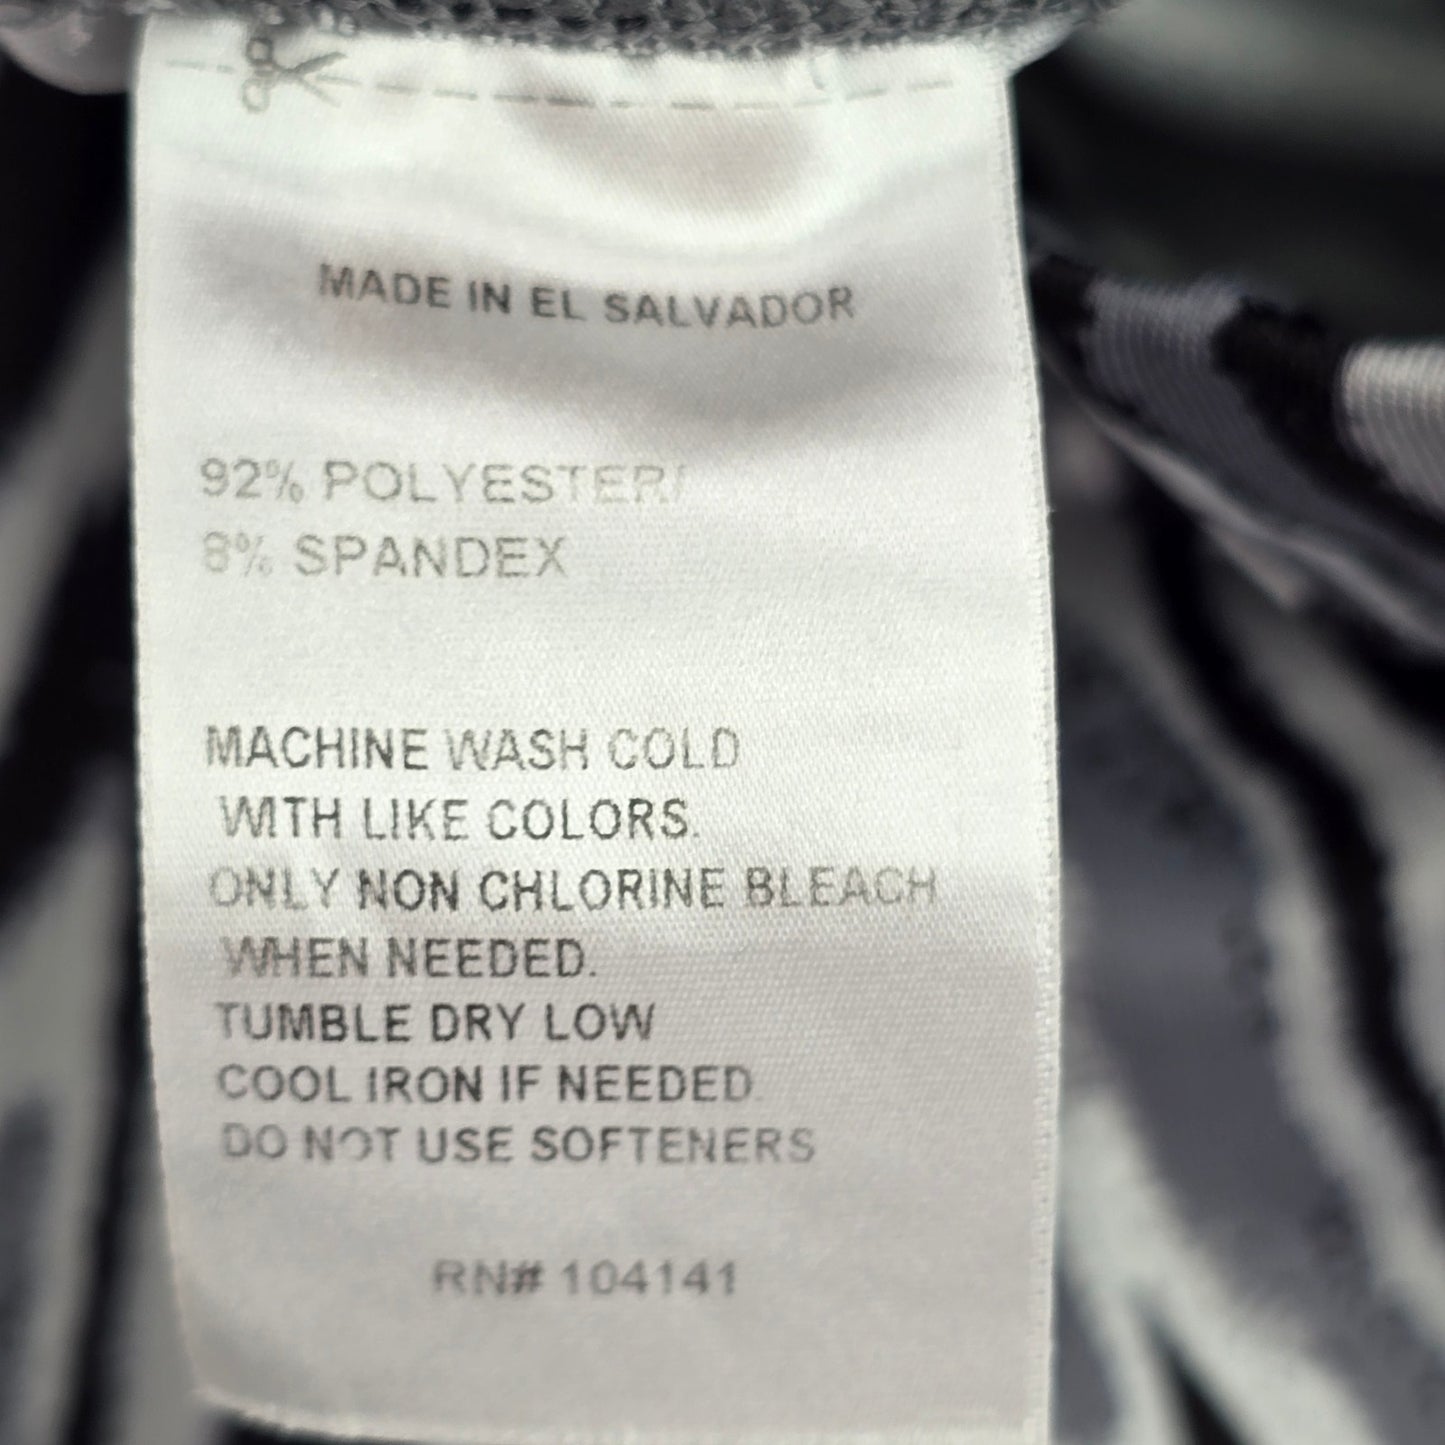 MADE IN EL SALVADOR
92% POLYESTER/
8% SPANDEX
MACHINE WASH COLD
WITH LIKE COLORS.
ONLY NON CHLORINE BLEACH
WHEN NEEDED.
TUMBLE DRY LOW
COOL IRON IF NEEDED.
DO NOT USE SOFTENERS
RN# 104141